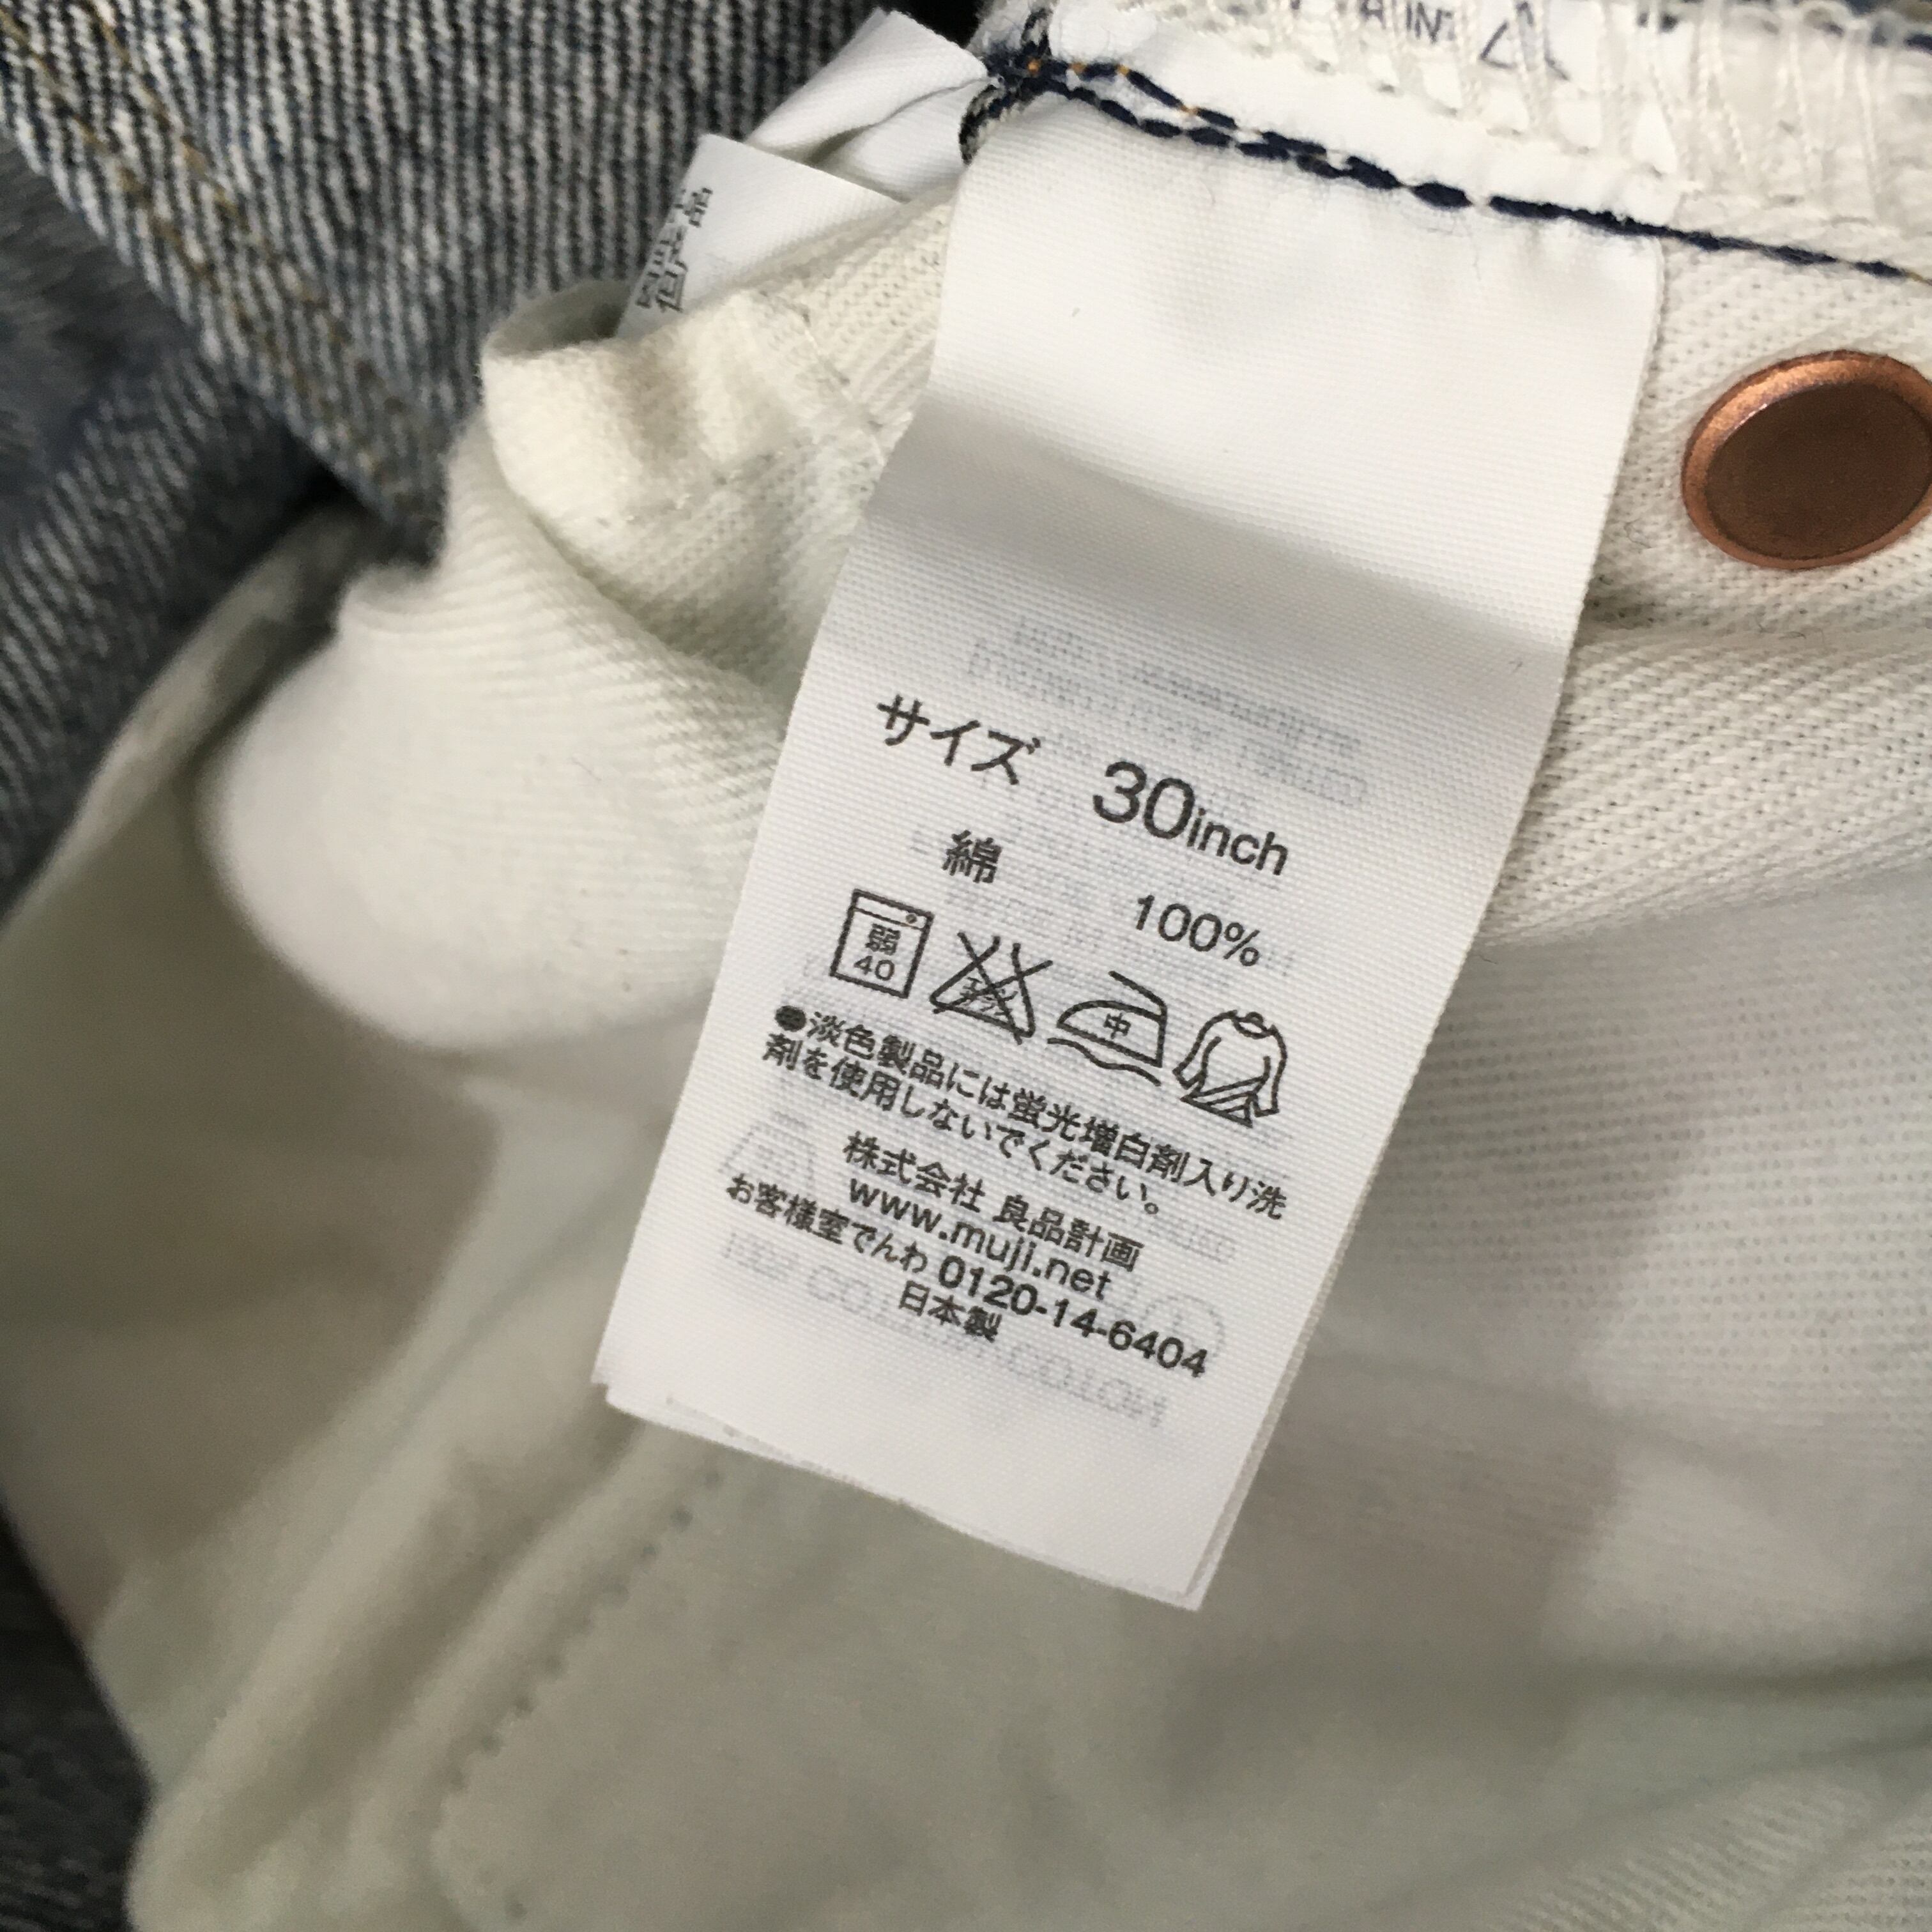 サイズ 30inch
綿 100%
弱 40 中
●淡色製品には蛍光増白剤入り洗
剤を使用しないでください。
株式会社 良品計画
www.muji.net
お客様室でんわ 0120-14-6404
日本製